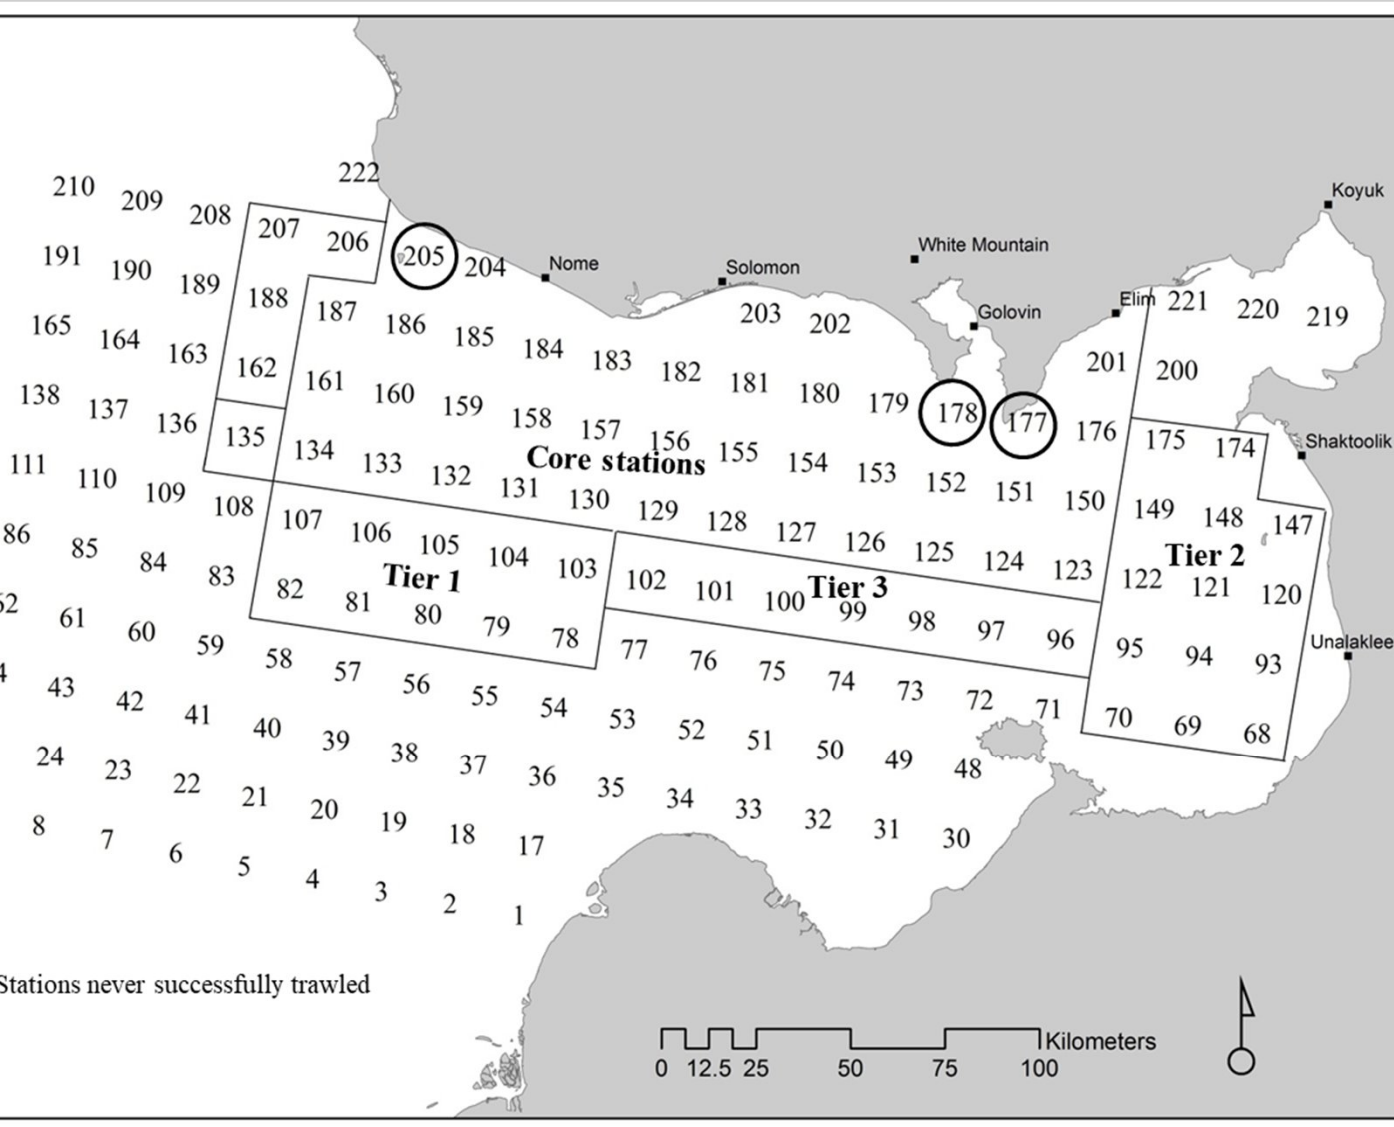 Koyuk
222
210 209 208 207 206 205 204
White Mountain
Nome
Solomon
Golovin
Elim
191 190 189 188 187 186 185 184 183 182 181 180 179 178 177 176 175 174
203 202 201 200
221 220 219
Shaktoolik
165 164 163 162 161 160 159 158 157 156 155 154 153 152 151 150 149 148 147
Core stations
138 137 136 135 134 133 132 131 130 129 128 127 126 125 124 123 122 121 120
Tier 2
111 110 109 108 107 106 105 104 103 102 101 100 99 98 97 96 95 94 93
Tier 1
Tier 3
Unalaklee
86 85 84 83 82 81 80 79 78 77 76 75 74 73 72 71 70 69 68
61 60 59 58 57 56 55 54 53 52 51 50 49 48
43 42 41 40 39 38 37 36 35 34 33 32 31 30
24 23 22 21 20 19 18 17
8 7 6 5 4 3 2 1
Stations never successfully trawled
Kilometers
0 12.5 25 50 75 100